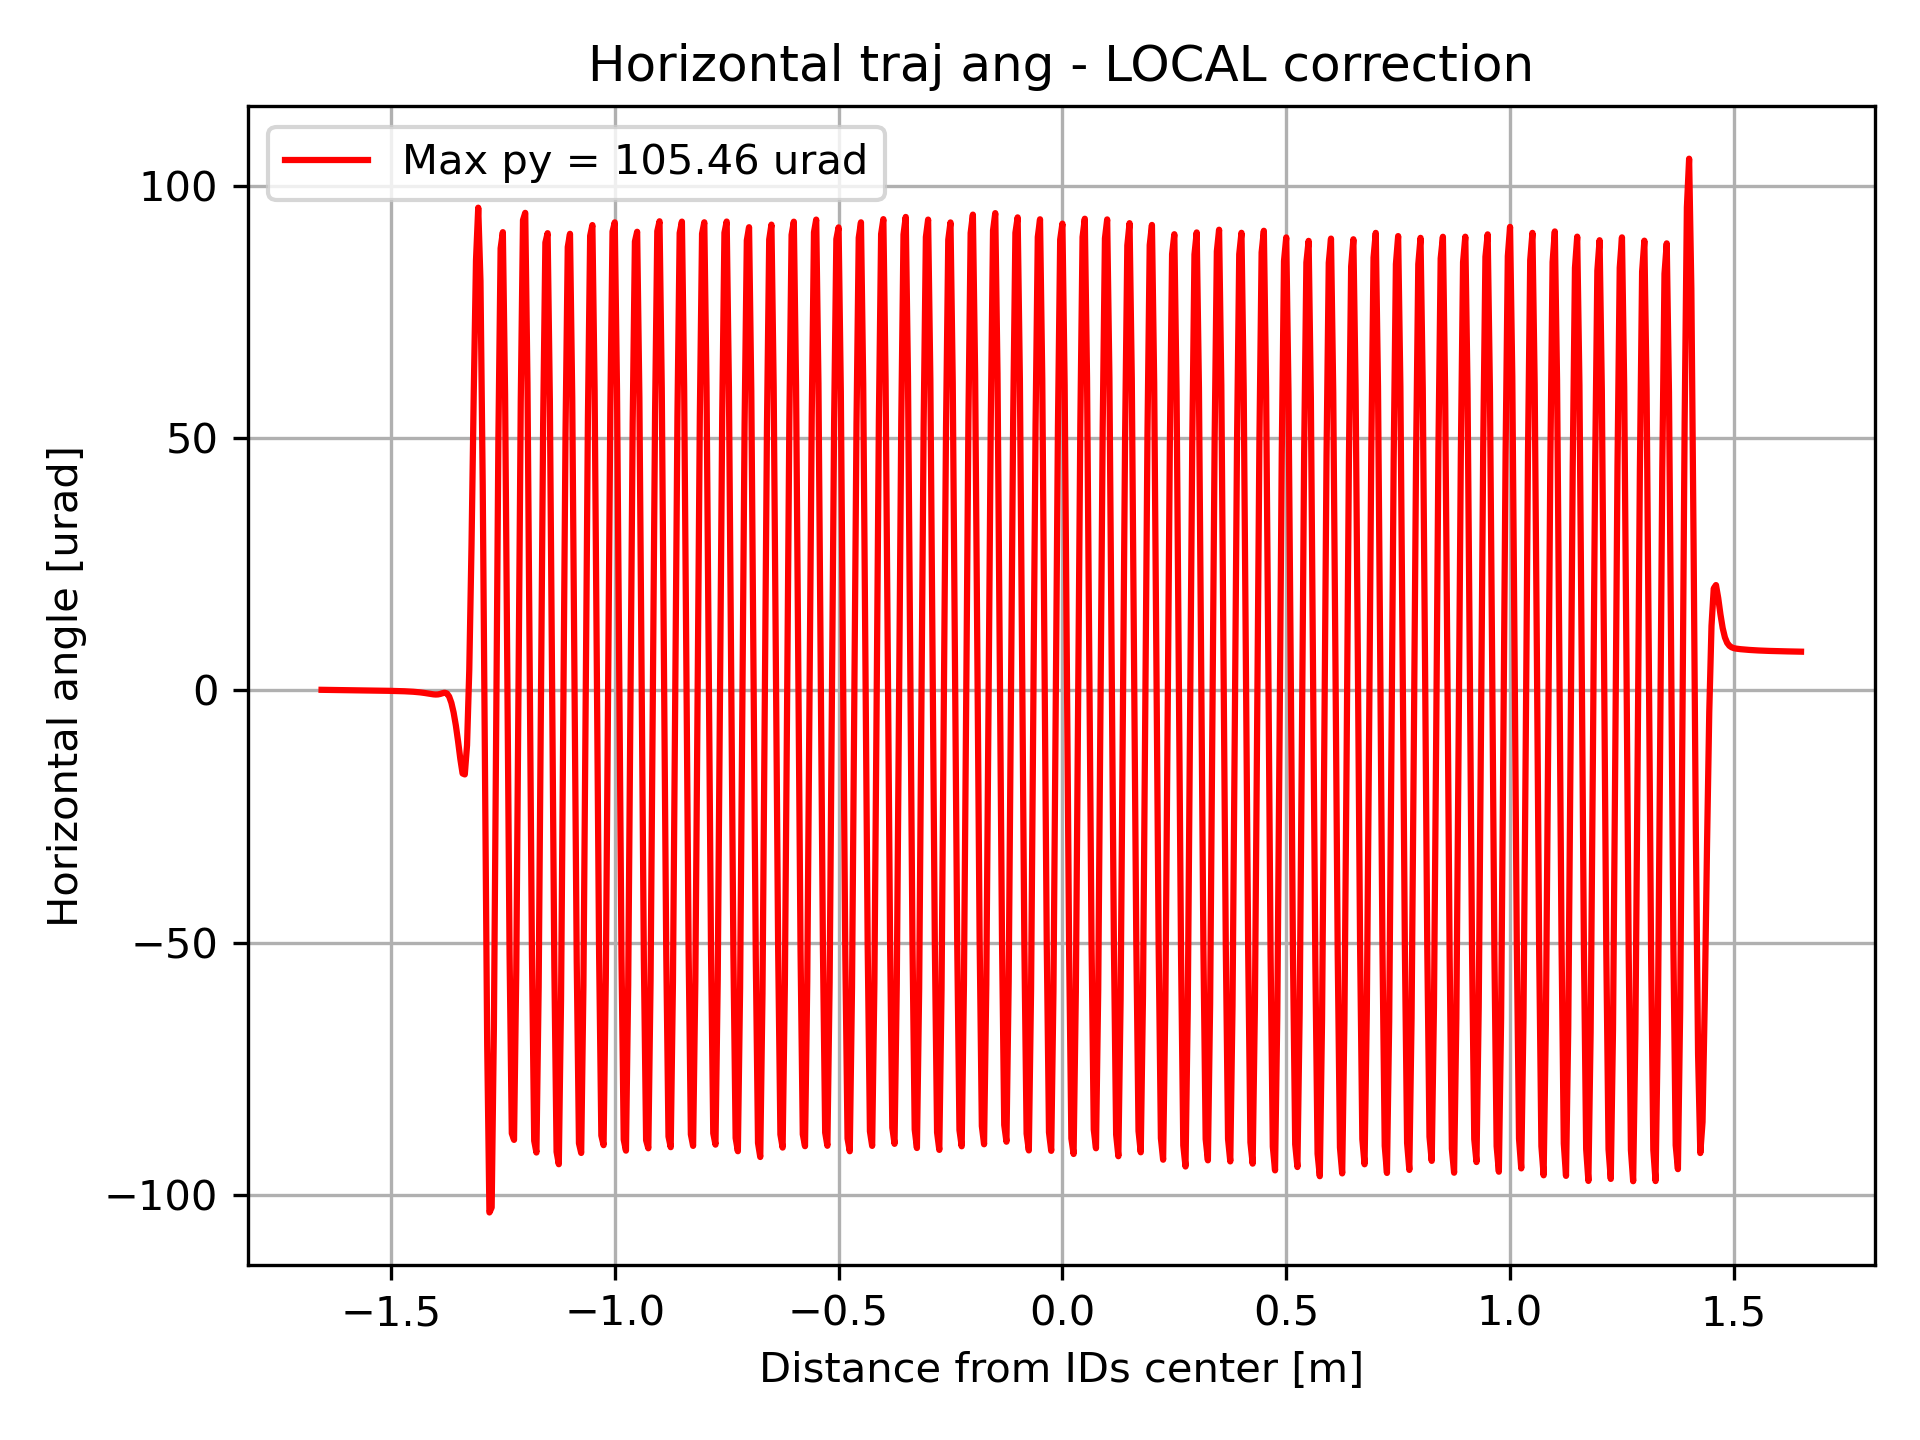 Horizontal traj ang - LOCAL correction
Max py = 105.46 urad
100
50
0
−50
−100
Horizontal angle [urad]
−1.5 −1.0 −0.5 0.0 0.5 1.0 1.5
Distance from IDs center [m]